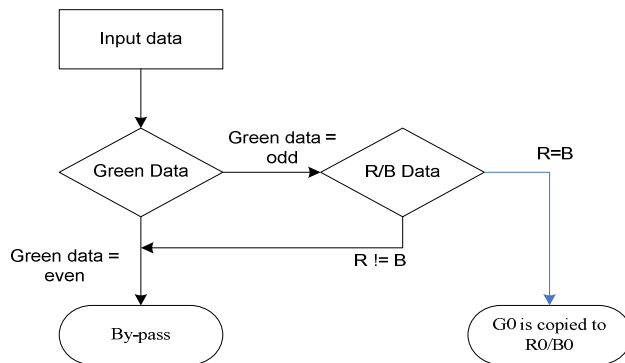 Input data
Green data =
odd
Green Data
R/B Data
R=B
Green data =
even
R != B
By-pass
G0 is copied to
R0/B0